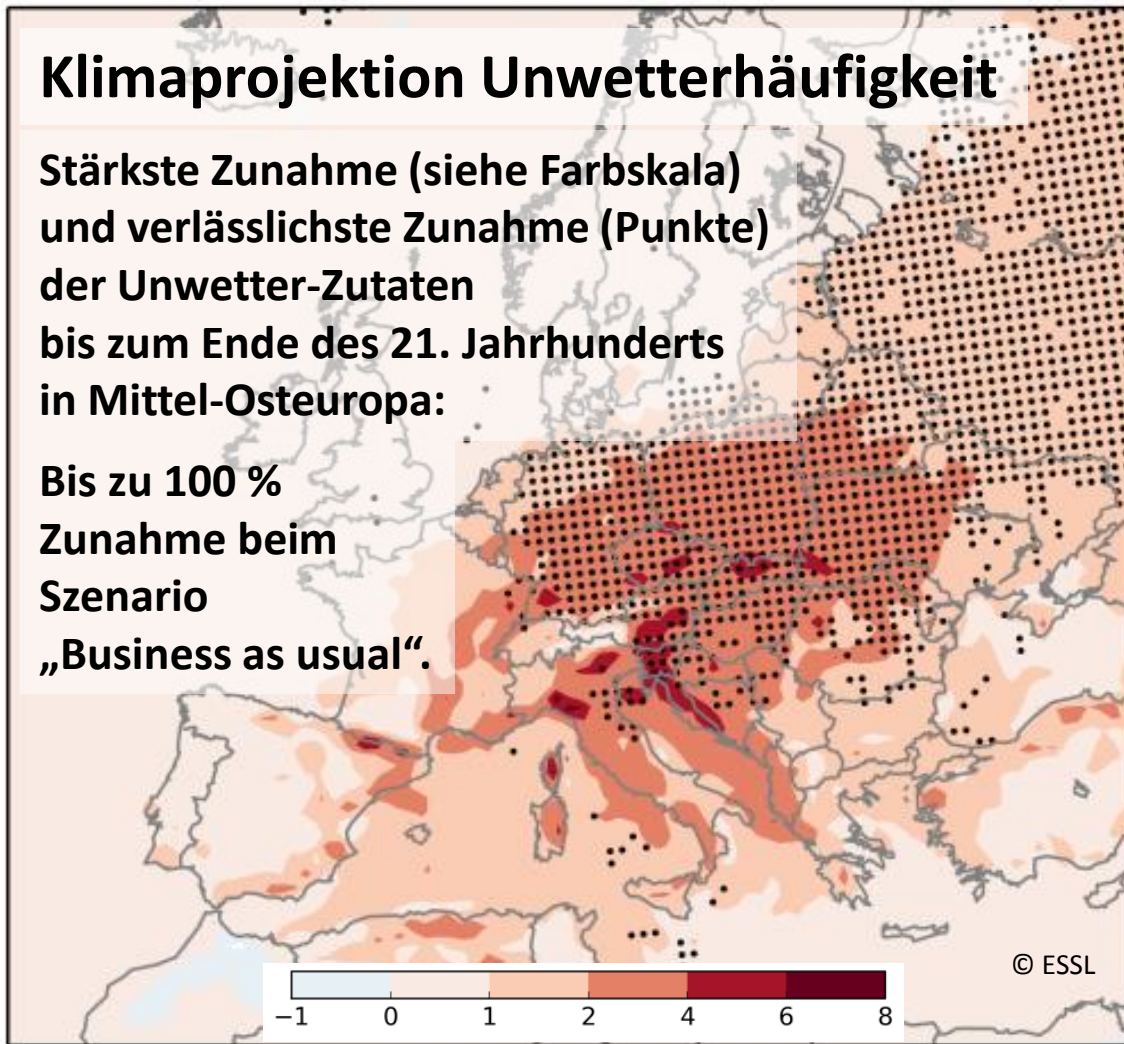 Klimaprojektion Unwetterhäufigkeit
Stärkste Zunahme (siehe Farbskala)
und verlässlichste Zunahme (Punkte)
der Unwetter-Zutaten
bis zum Ende des 21. Jahrhunderts
in Mittel-Osteuropa:
Bis zu 100 %
Zunahme beim
Szenario
„Business as usual“.
© ESSL
−1 0 1 2 4 6 8